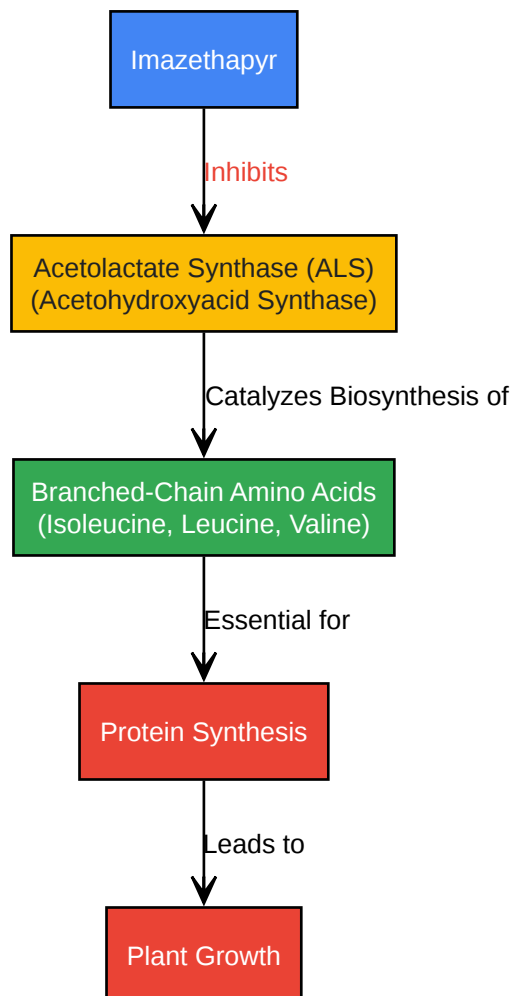 Imazethapyr
Inhibits
Acetolactate Synthase (ALS)
(Acetohydroxyacid Synthase)
Catalyzes Biosynthesis of
Branched-Chain Amino Acids
(Isoleucine, Leucine, Valine)
Essential for
Protein Synthesis
Leads to
Plant Growth